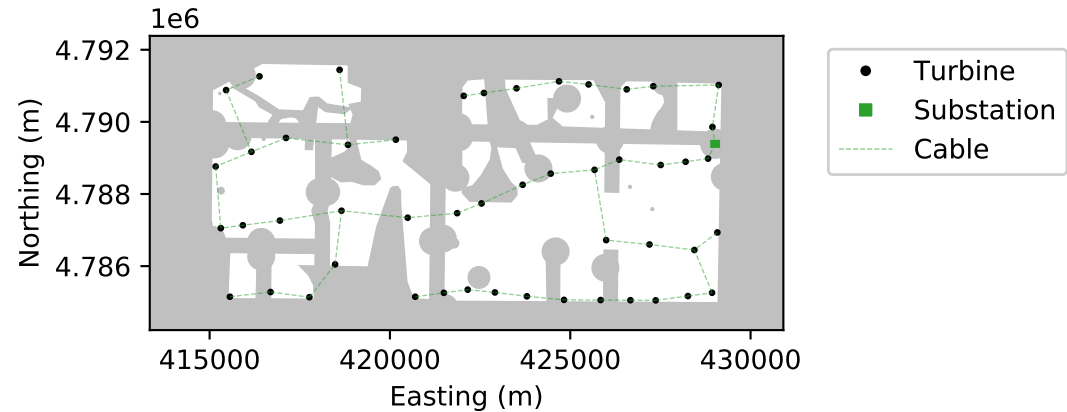 1e6
4.792
4.790
4.788
4.786
Northing (m)
415000 420000 425000 430000
Easting (m)
Turbine
Substation
Cable